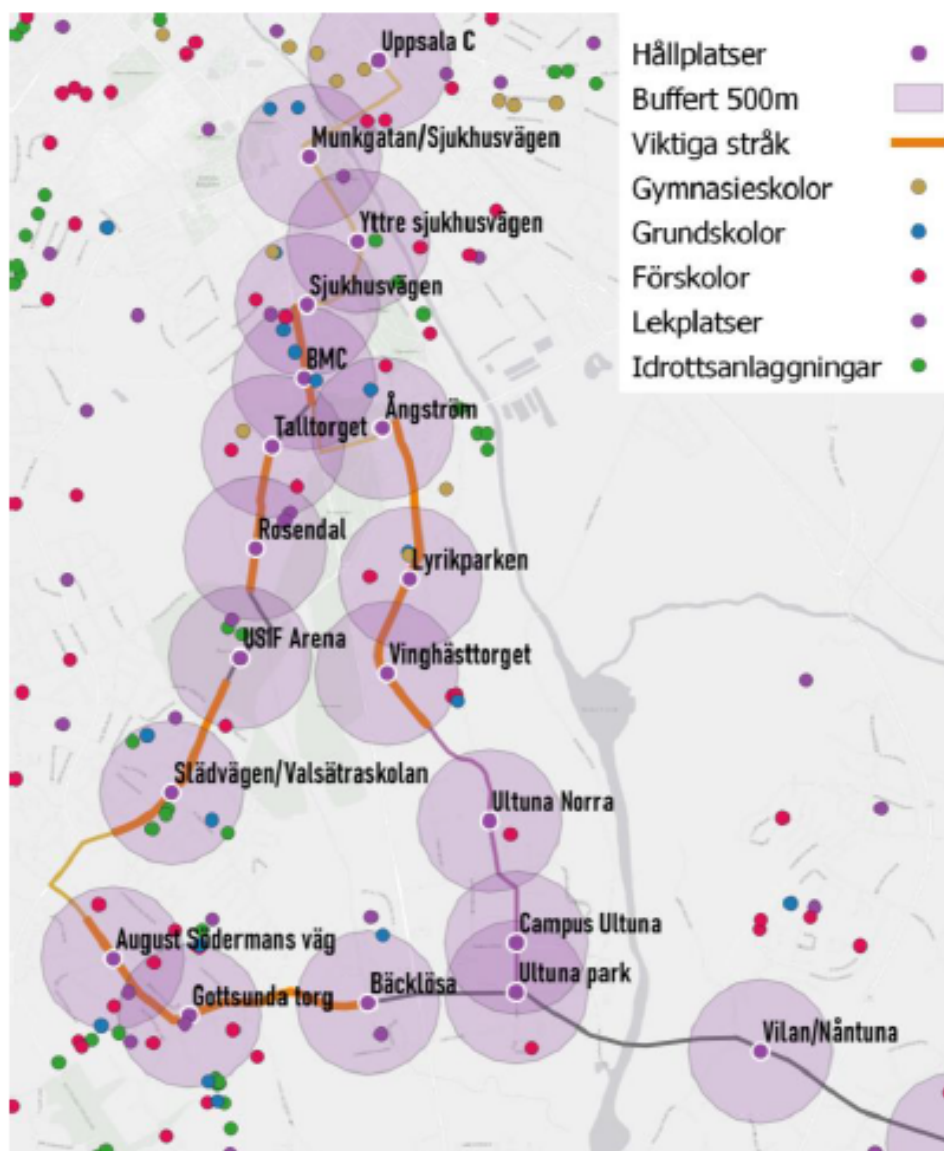 Uppsala C
Munkgatan/Sjukhusvägen
Yttre sjukhusvägen
Sjukhusvägen
BMC
Ångström
Talltorget
Rosendal
Lyrikparken
USIF Arena
Vinghästtorget
Slädvägen/Valsätraskolan
Ultuna Norra
Campus Ultuna
August Södermans väg
Ultuna park
Bäcklösa
Gottsunda torg
Vilan/Nåntuna
Hållplatser
Buffert 500m
Viktiga stråk
Gymnasieskolor
Grundskolor
Förskolor
Lekplatser
Idrottsanlaggningar